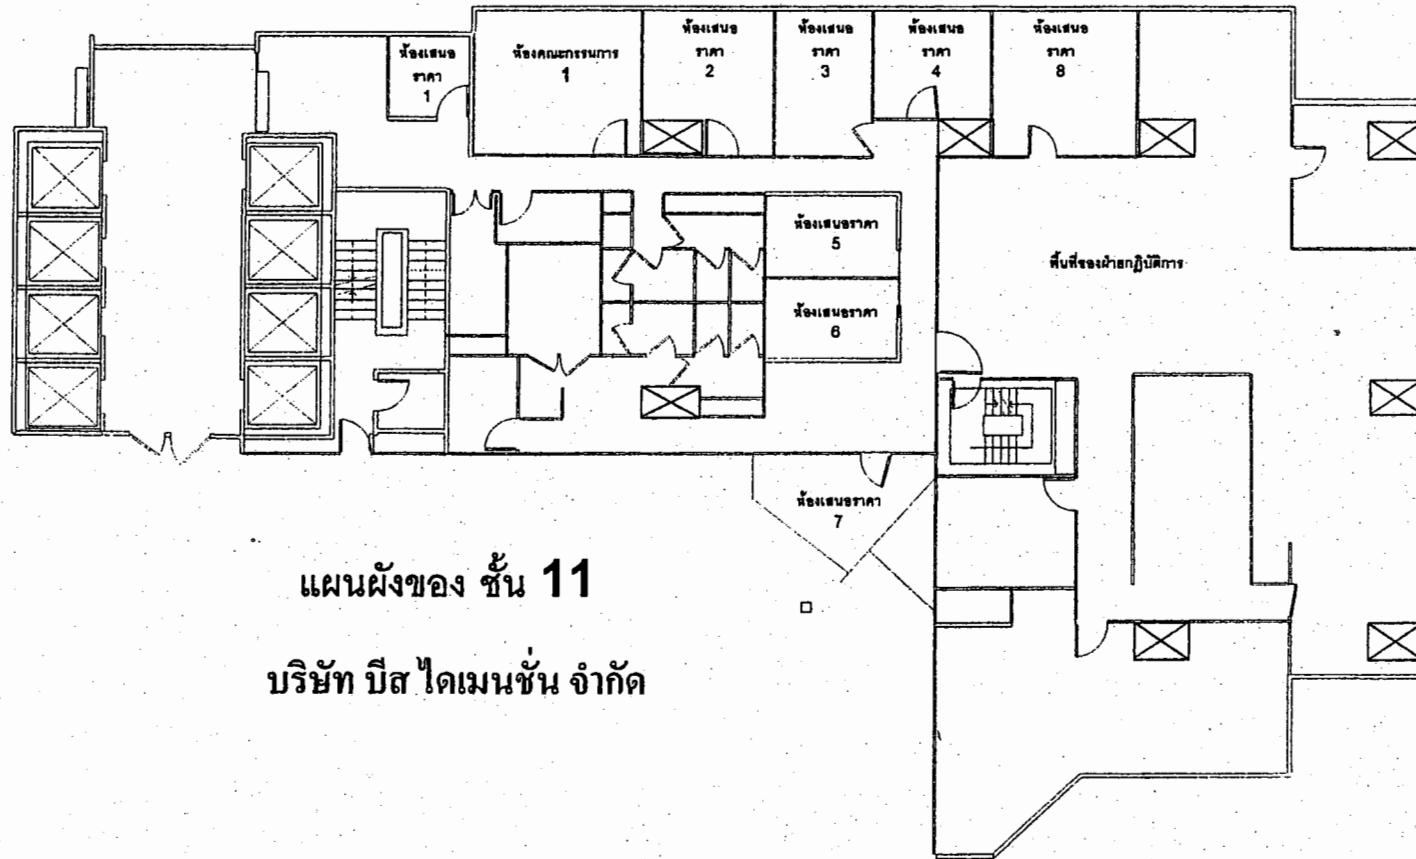 ห้องเสนอ
ราคา
1
ห้องคณะกรรมการ
1
ห้องเสนอ
ราคา
2
ห้องเสนอ
ราคา
3
ห้องเสนอ
ราคา
4
ห้องเสนอ
ราคา
8
ห้องเสนอราคา
5
ห้องเสนอราคา
6
พื้นที่ของฝ่ายกฏิบัติการ
ห้องเสนอราคา
7
แผนผังของ ชั้น 11
บริษัท บีส ไดเมนชั่น จำกัด